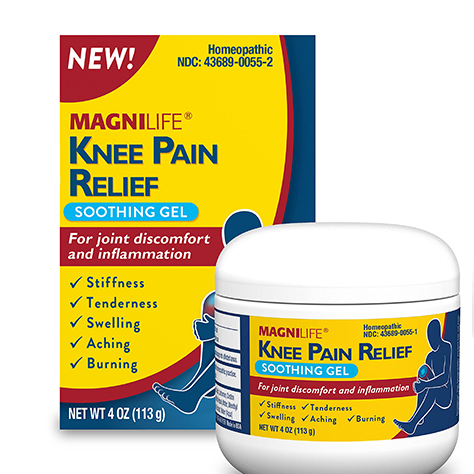 NEW!
Homeopathic
NDC: 43689-0055-2
MAGNILIFE®
KNEE PAIN
RELIEF
SOOTHING GEL
For joint discomfort
and inflammation
✓ Stiffness
✓ Tenderness
✓ Swelling
✓ Aching
✓ Burning
NET WT 4 OZ (113 g)
MAGNILIFE®
Homeopathic
NDC: 43689-0055-1
KNEE PAIN RELIEF
SOOTHING GEL
For joint discomfort and inflammation
✓ Stiffness ✓ Tenderness
✓ Swelling ✓ Aching ✓ Burning
NET WT 4 OZ (113 g)